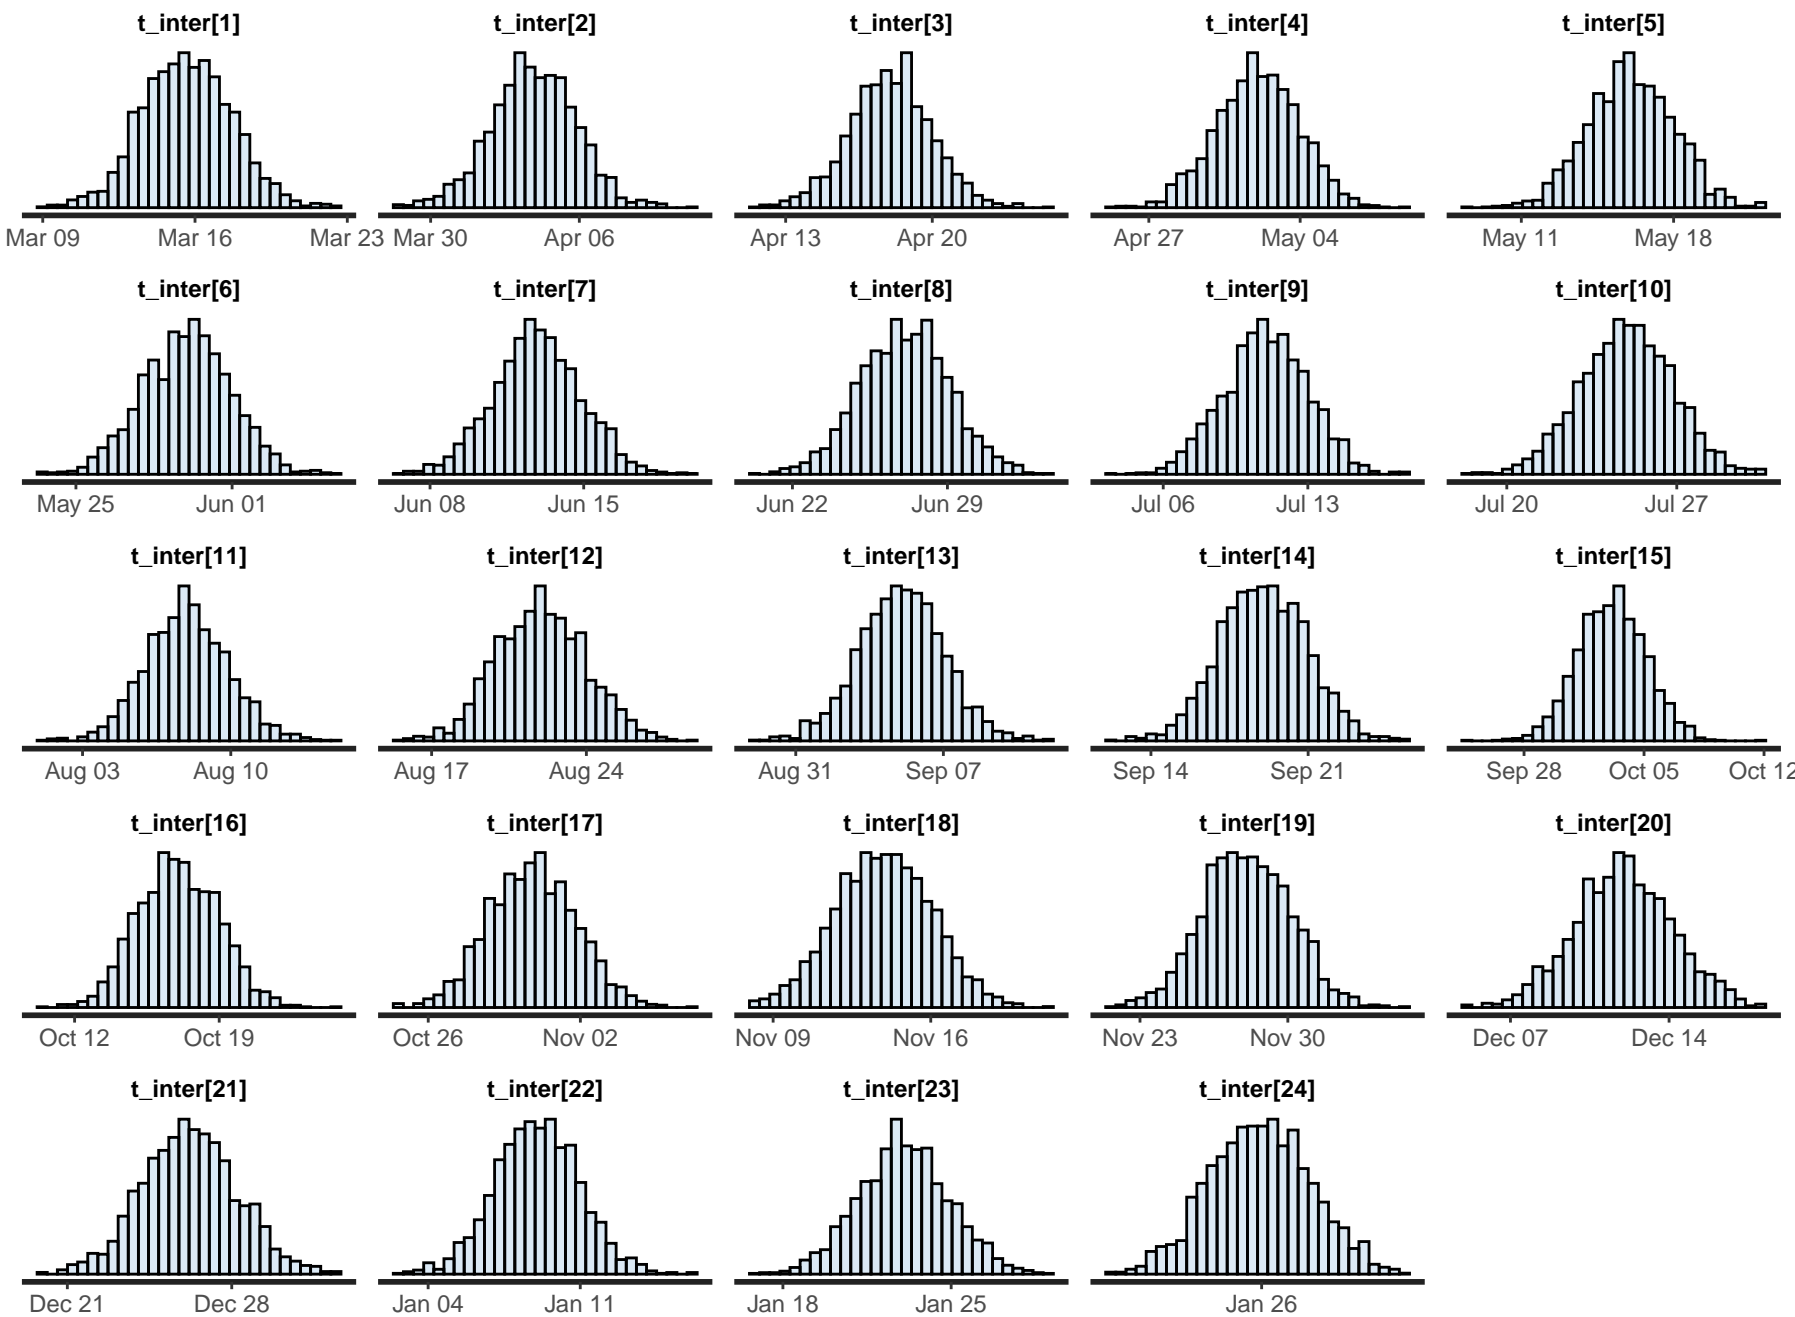 t_inter[1] t_inter[2] t_inter[3] t_inter[4] t_inter[5]
Mar 09 Mar 16 Mar 23 Mar 30 Apr 06 Apr 13 Apr 20 Apr 27 May 04 May 11 May 18
t_inter[6] t_inter[7] t_inter[8] t_inter[9] t_inter[10]
May 25 Jun 01 Jun 08 Jun 15 Jun 22 Jun 29 Jul 06 Jul 13 Jul 20 Jul 27
t_inter[11] t_inter[12] t_inter[13] t_inter[14] t_inter[15]
Aug 03 Aug 10 Aug 17 Aug 24 Aug 31 Sep 07 Sep 14 Sep 21 Sep 28 Oct 05 Oct 12
t_inter[16] t_inter[17] t_inter[18] t_inter[19] t_inter[20]
Oct 12 Oct 19 Oct 26 Nov 02 Nov 09 Nov 16 Nov 23 Nov 30 Dec 07 Dec 14
t_inter[21] t_inter[22] t_inter[23] t_inter[24]
Dec 21 Dec 28 Jan 04 Jan 11 Jan 18 Jan 25 Jan 26